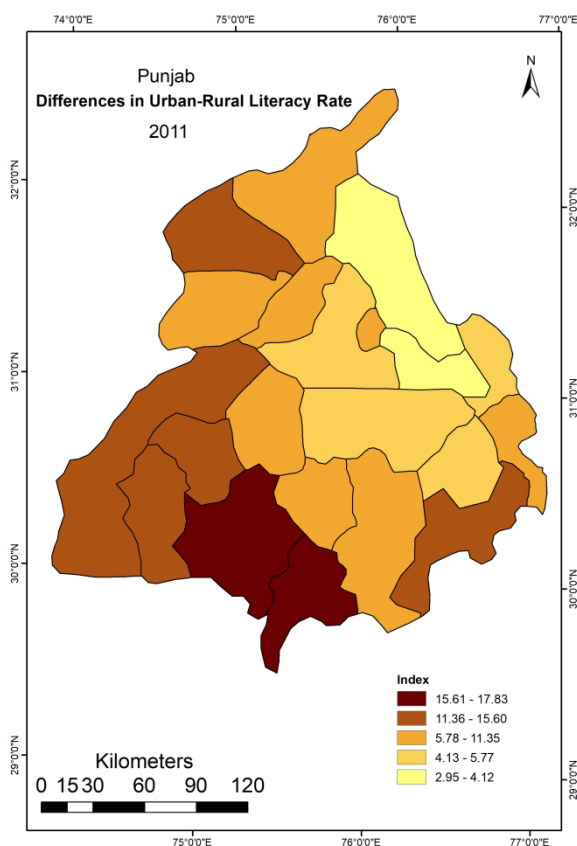 74°0'0"E 75°0'0"E 76°0'0"E 77°0'0"E
Punjab
Differences in Urban-Rural Literacy Rate
2011
N
32°0'0"N
32°0'0"N
31°0'0"N
31°0'0"N
30°0'0"N
30°0'0"N
29°0'0"N
29°0'0"N
Index
15.61 - 17.83
11.36 - 15.60
5.78 - 11.35
4.13 - 5.77
2.95 - 4.12
Kilometers
0 15 30 60 90 120
75°0'0"E 76°0'0"E 77°0'0"E